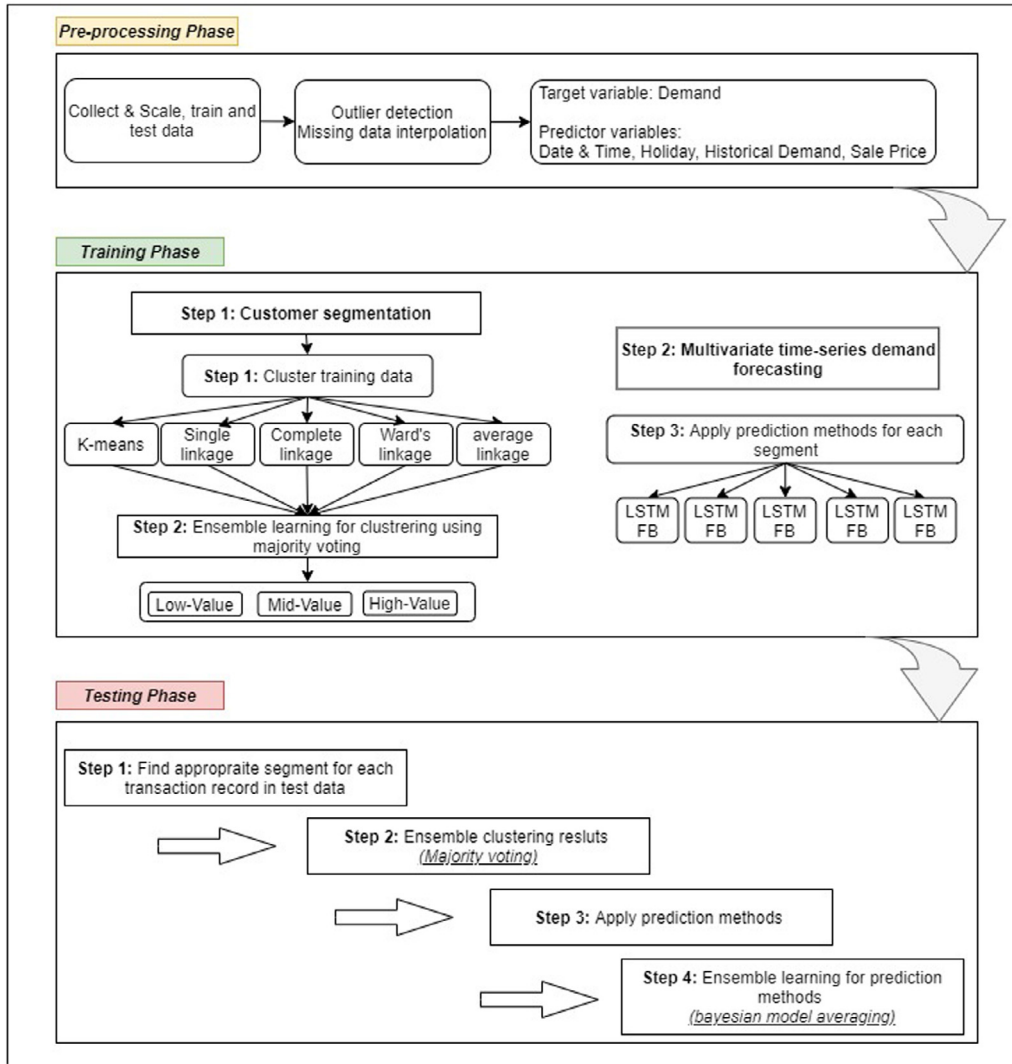 Pre-processing Phase
Collect & Scale, train and
test data
Outlier detection
Missing data interpolation
Target variable: Demand
Predictor variables:
Date & Time, Holiday, Historical Demand, Sale Price
Training Phase
Step 1: Customer segmentation
Step 1: Cluster training data
K-means
Single
linkage
Complete
linkage
Ward's
linkage
average
linkage
Step 2: Ensemble learning for clustrering using
majority voting
Low-Value
Mid-Value
High-Value
Step 2: Multivariate time-series demand
forecasting
Step 3: Apply prediction methods for each
segment
LSTM
FB
LSTM
FB
LSTM
FB
LSTM
FB
LSTM
FB
Testing Phase
Step 1: Find appropraite segment for each
transaction record in test data
Step 2: Ensemble clustering resluts
(Majority voting)
Step 3: Apply prediction methods
Step 4: Ensemble learning for prediction
methods
(bayesian model averaging)